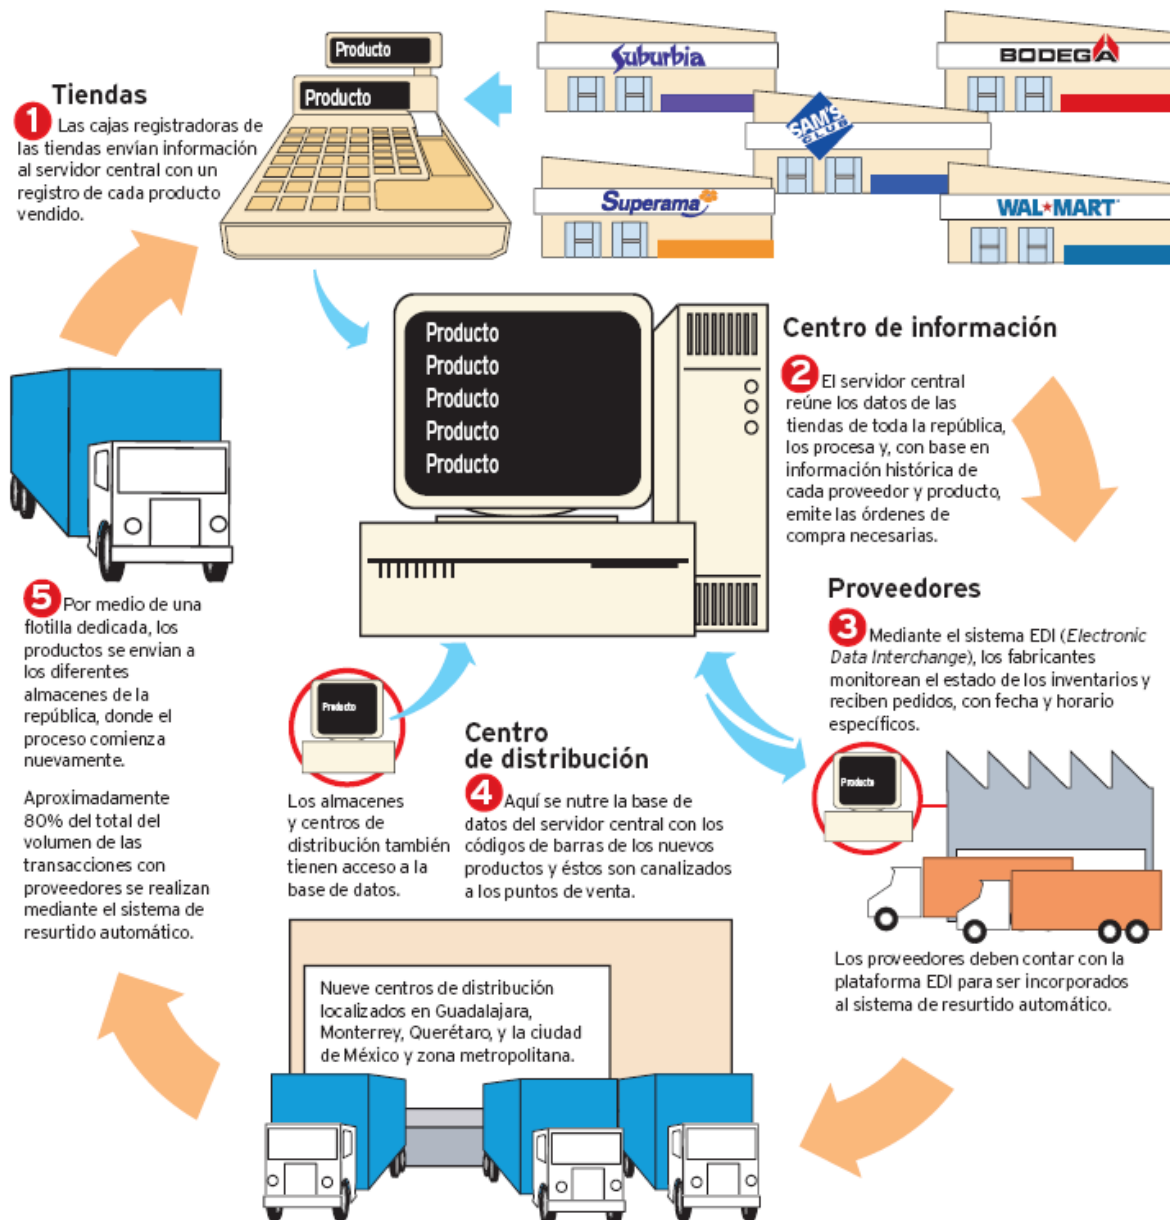 Producto
Producto
Suburbia
BODEGA
SAM'S
CLUB
Superama
WAL★MART
Tiendas
1 Las cajas registradoras de
las tiendas envían información
al servidor central con un
registro de cada producto
vendido.
Producto
Producto
Producto
Producto
Producto
Centro de información
2 El servidor central
reúne los datos de las
tiendas de toda la república,
los procesa y, con base en
información histórica de
cada proveedor y producto,
emite las órdenes de
compra necesarias.
Proveedores
3 Mediante el sistema EDI (Electronic
Data Interchange), los fabricantes
monitorean el estado de los inventarios y
reciben pedidos, con fecha y horario
específicos.
Producto
Los proveedores deben contar con la
plataforma EDI para ser incorporados
al sistema de resurtido automático.
Centro
de distribución
4 Aquí se nutre la base de
datos del servidor central con los
códigos de barras de los nuevos
productos y éstos son canalizados
a los puntos de venta.
Producto
Los almacenes
y centros de
distribución también
tienen acceso a la
base de datos.
Nueve centros de distribución
localizados en Guadalajara,
Monterrey, Querétaro, y la ciudad
de México y zona metropolitana.
5 Por medio de una
flotilla dedicada, los
productos se envian a
los diferentes
almacenes de la
república, donde el
proceso comienza
nuevamente.
Aproximadamente
80% del total del
volumen de las
transacciones con
proveedores se realizan
mediante el sistema de
resurtido automático.